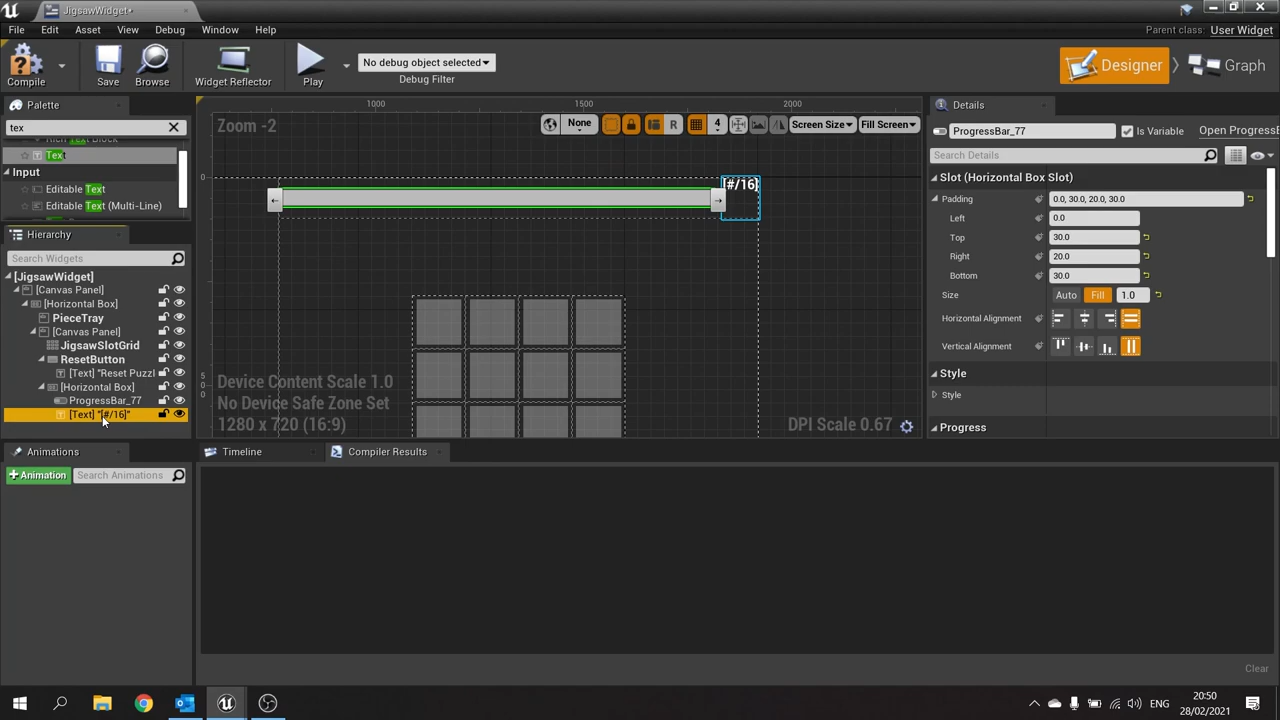 JigsawWidget*
File Edit Asset View Debug Window Help
Parent class: User Widget
Compile
Save
Browse
Widget Reflector
Play
No debug object selected
Debug Filter
Designer
Graph
Palette
tex
Text
Input
Editable Text
Editable Text (Multi-Line)
Hierarchy
Search Widgets
[JigsawWidget]
[Canvas Panel]
[Horizontal Box]
PieceTray
[Canvas Panel]
JigsawSlotGrid
ResetButton
[Text] "Reset Puzzl
[Horizontal Box]
ProgressBar_77
[Text] "[#/16]"
1000 1500 2000
Zoom -2
None
R
4
Screen Size
Fill Screen
0
[#/16]
5
0
0
Device Content Scale 1.0
No Device Safe Zone Set
1280 x 720 (16:9)
DPI Scale 0.67
Details
ProgressBar_77
Is Variable
Open Progress
Search Details
Slot (Horizontal Box Slot)
Padding 0.0, 30.0, 20.0, 30.0
Left 0.0
Top 30.0
Right 20.0
Bottom 30.0
Size Auto Fill 1.0
Horizontal Alignment
Vertical Alignment
Style
Style
Progress
Animations
+ Animation
Search Animations
Timeline
Compiler Results
Clear
ENG
20:50
28/02/2021